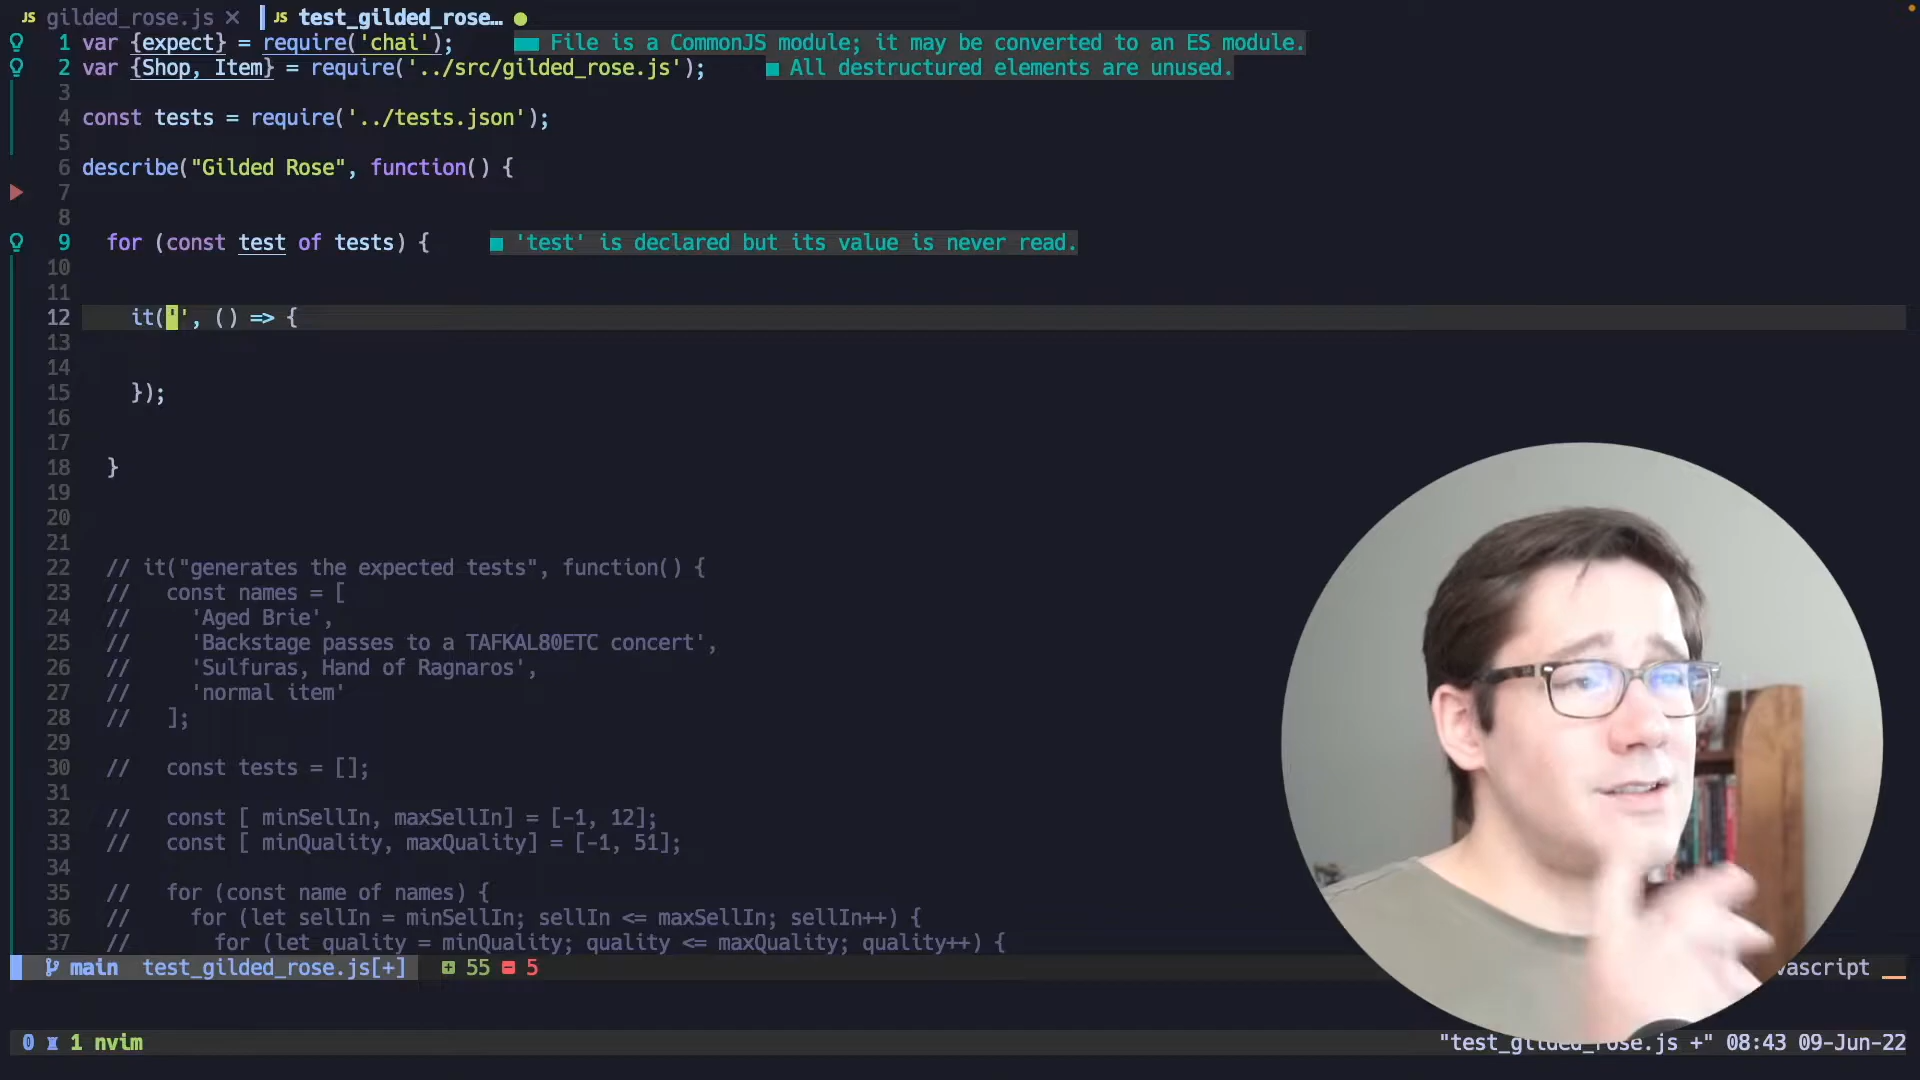 JS gilded_rose.js ✕ JS test_gilded_rose… ●
1 var {expect} = require('chai'); ■■ File is a CommonJS module; it may be converted to an ES module.
2 var {Shop, Item} = require('../src/gilded_rose.js'); ■ All destructured elements are unused.
3
4 const tests = require('../tests.json');
5
6 describe("Gilded Rose", function() {
7
8
9 for (const test of tests) { ■ 'test' is declared but its value is never read.
10
11
12 it('', () => {
13
14
15 });
16
17
18 }
19
20
21
22 // it("generates the expected tests", function() {
23 // const names = [
24 // 'Aged Brie',
25 // 'Backstage passes to a TAFKAL80ETC concert',
26 // 'Sulfuras, Hand of Ragnaros',
27 // 'normal item'
28 // ];
29
30 // const tests = [];
31
32 // const [ minSellIn, maxSellIn] = [-1, 12];
33 // const [ minQuality, maxQuality] = [-1, 51];
34
35 // for (const name of names) {
36 // for (let sellIn = minSellIn; sellIn <= maxSellIn; sellIn++) {
37 // for (let quality = minQuality; quality <= maxQuality; quality++) {
main test_gilded_rose.js[+] 55 5 vascript
0 1 nvim "test_gilded_rose.js +" 08:43 09-Jun-22